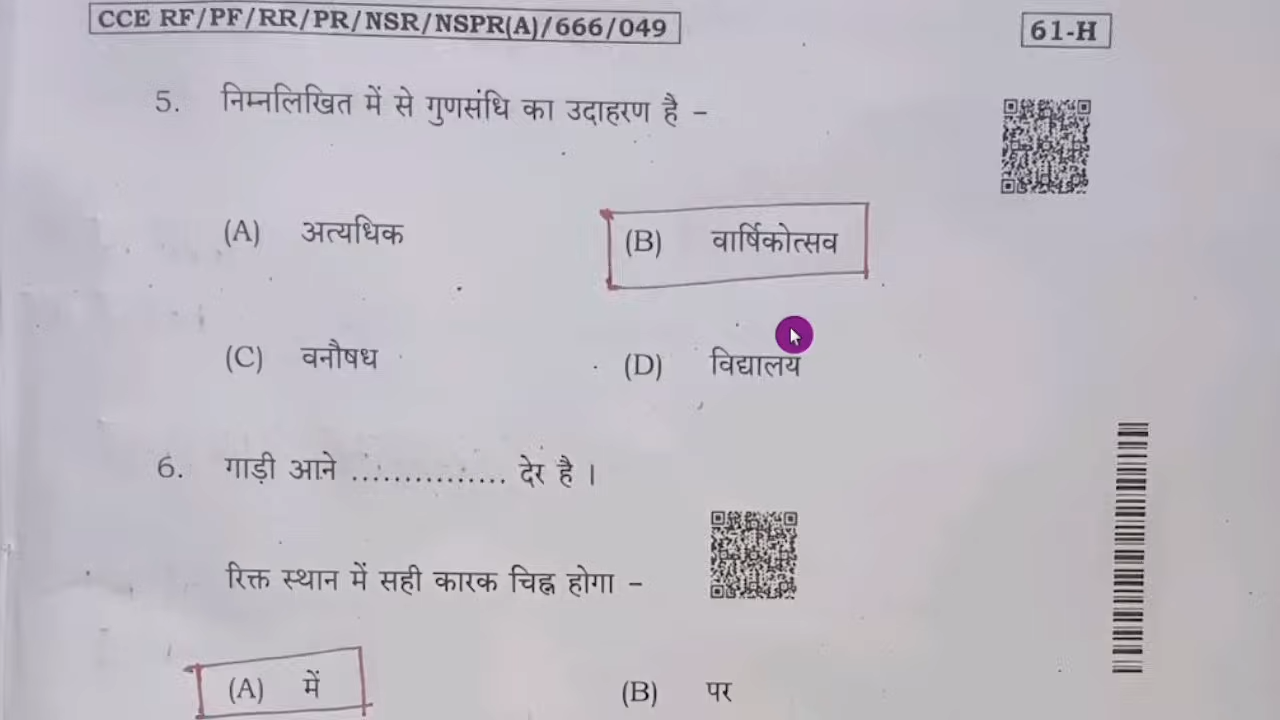 CCE RF/PF/RR/PR/NSR/NSPR(A)/666/049 61-H
5. निम्नलिखित में से गुणसंधि का उदाहरण है –
(A) अत्यधिक (B) वार्षिकोत्सव
(C) वनौषध (D) विद्यालय
6. गाड़ी आने ............... देर है ।
रिक्त स्थान में सही कारक चिह्न होगा –
(A) में (B) पर